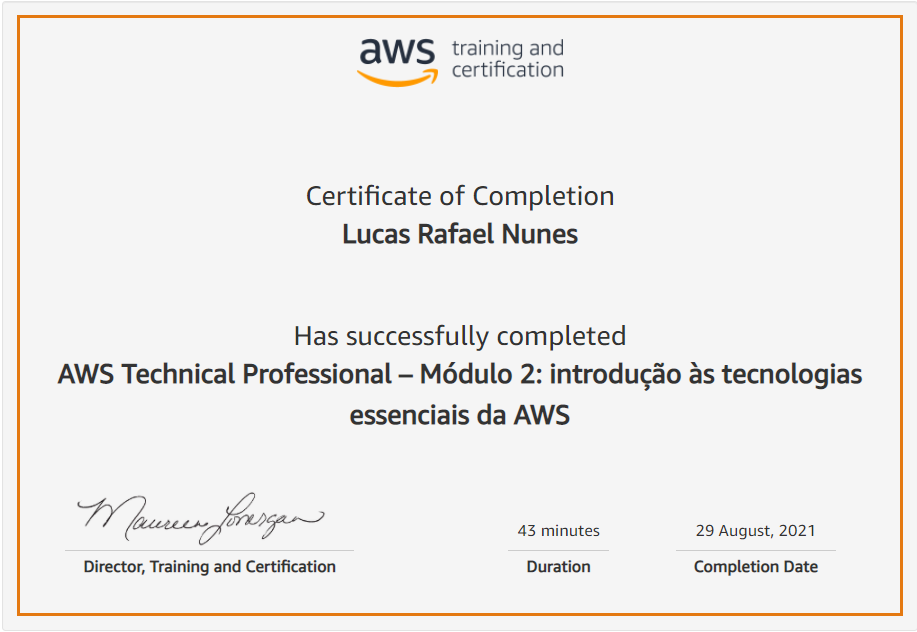 aws training and
certification
Certificate of Completion
Lucas Rafael Nunes
Has successfully completed
AWS Technical Professional – Módulo 2: introdução às tecnologias
essenciais da AWS
Maureen Lonergan
43 minutes
29 August, 2021
Director, Training and Certification
Duration
Completion Date